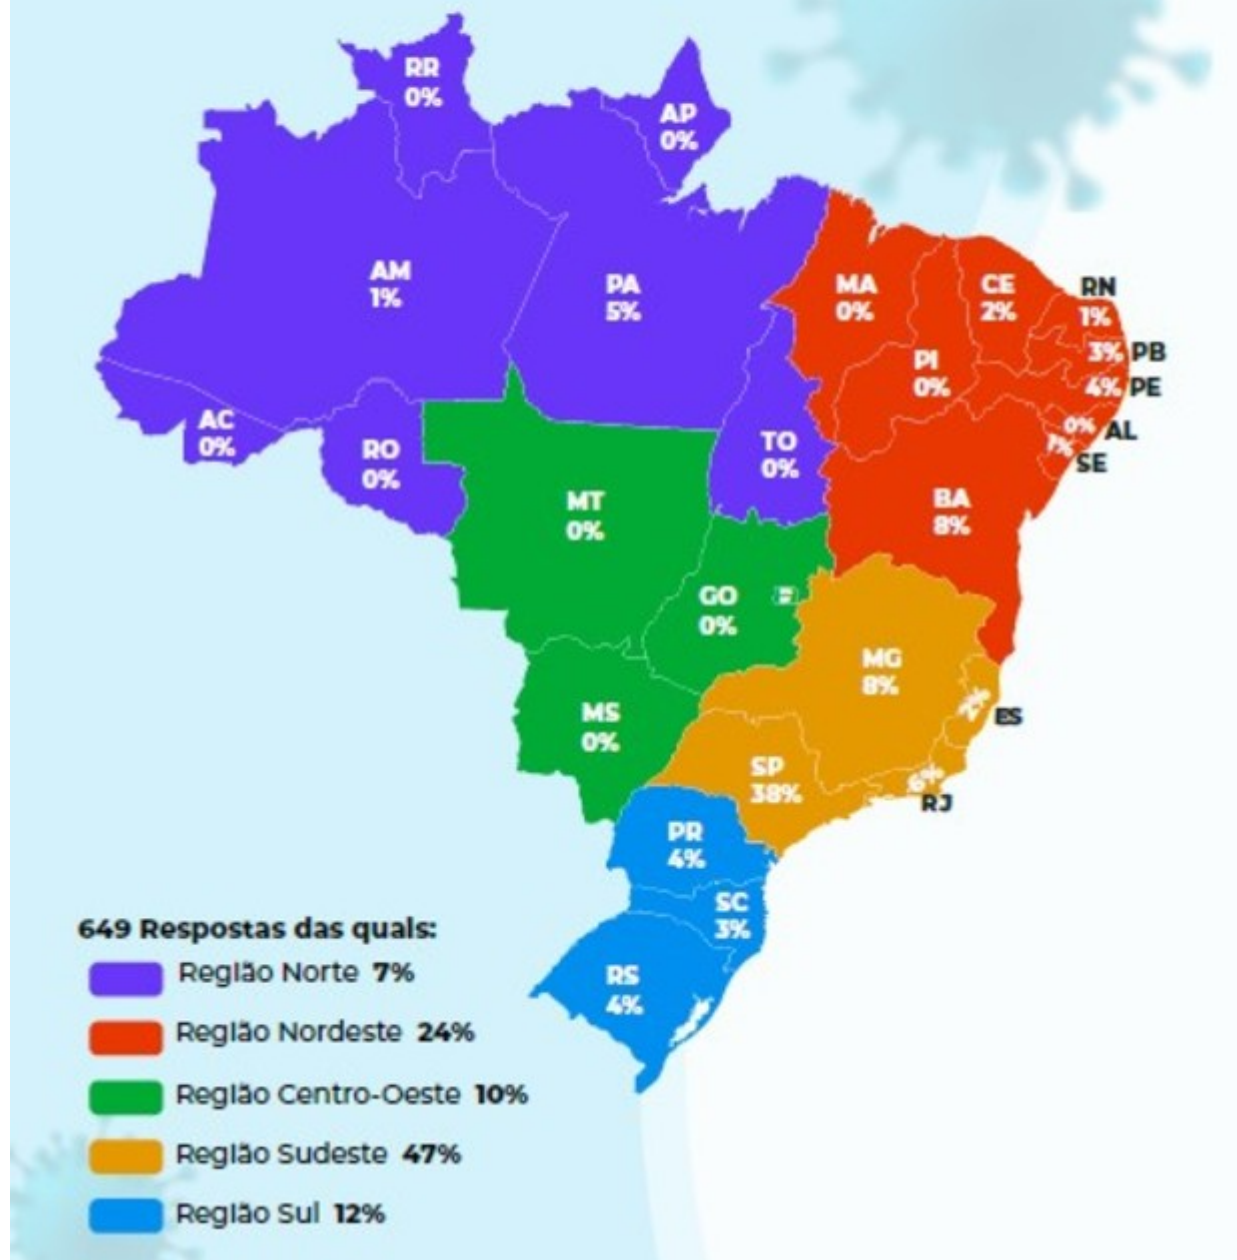 RR
0%
AP
0%
AM
1%
PA
5%
MA
0%
CE
2%
RN
1%
PI
0%
3% PB
4% PE
AC
0%
RO
0%
TO
0%
0% AL
1%
SE
MT
0%
BA
8%
GO
0%
MG
8%
2%
ES
MS
0%
SP
38%
6%
RJ
PR
4%
SC
3%
RS
4%
649 Respostas das quais:
Região Norte 7%
Região Nordeste 24%
Região Centro-Oeste 10%
Região Sudeste 47%
Região Sul 12%